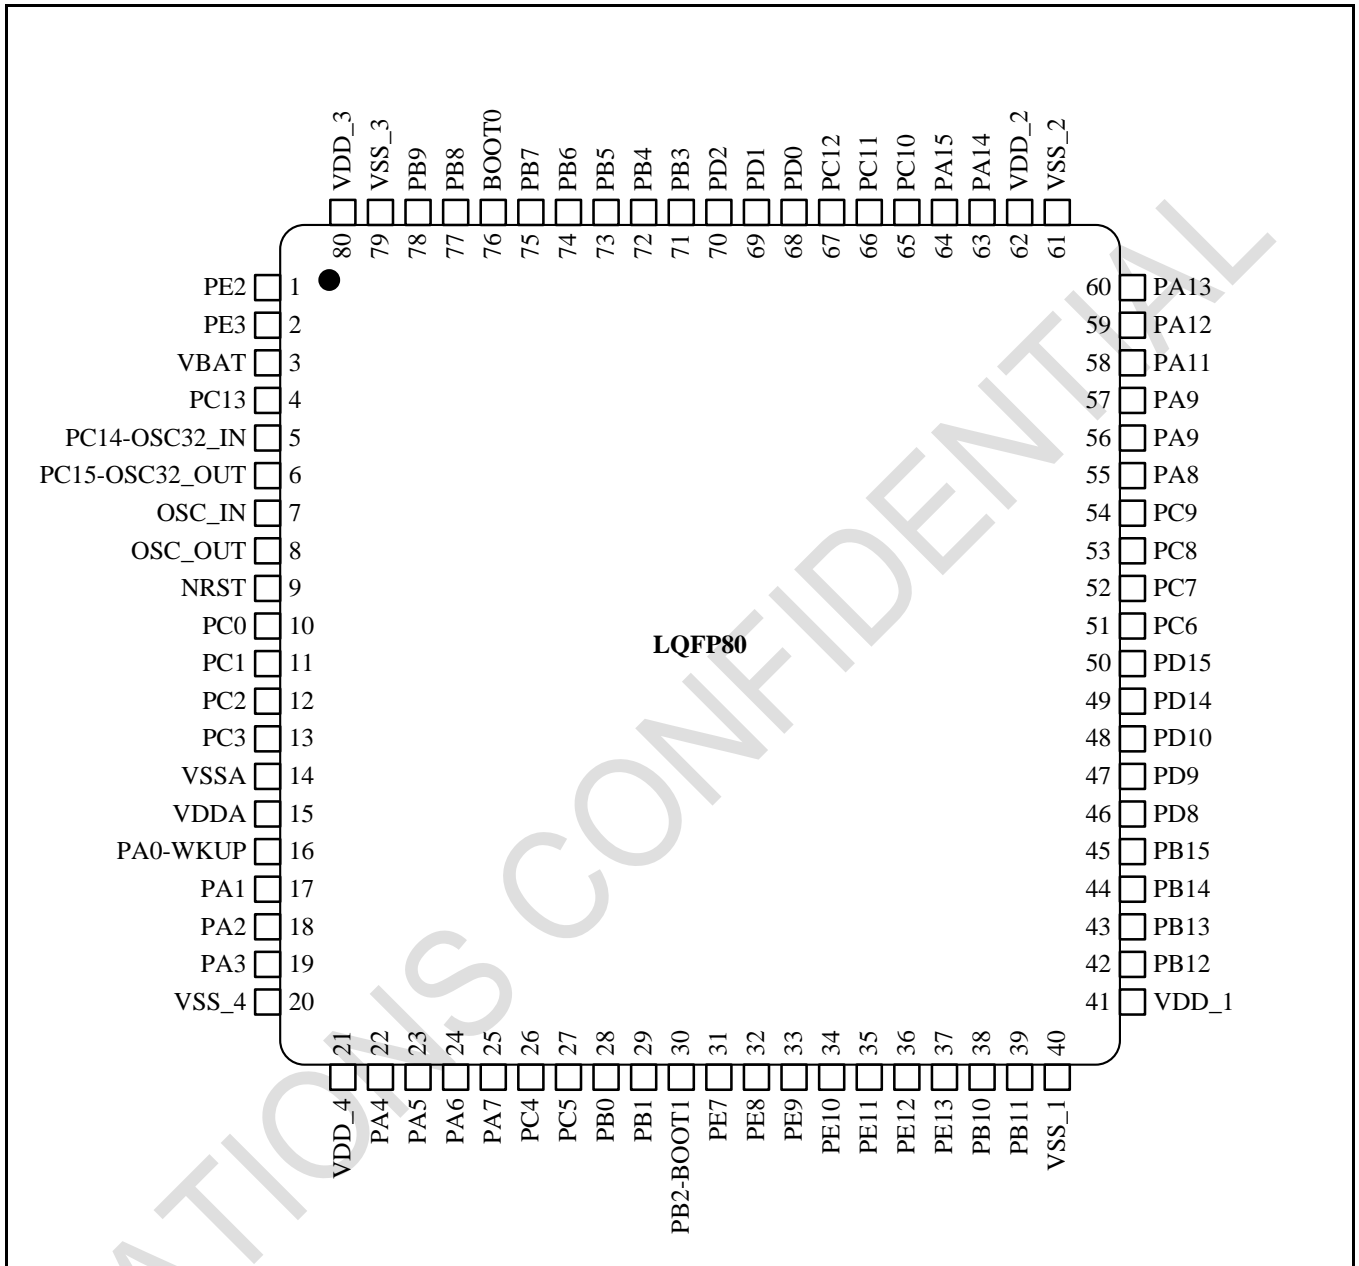 VDD_3 VSS_3 PB9 PB8 BOOT0 PB7 PB6 PB5 PB4 PB3 PD2 PD1 PD0 PC12 PC11 PC10 PA15 PA14 VDD_2 VSS_2
80 79 78 77 76 75 74 73 72 71 70 69 68 67 66 65 64 63 62 61
PE2 1 60 PA13
PE3 2 59 PA12
VBAT 3 58 PA11
PC13 4 57 PA9
PC14-OSC32_IN 5 56 PA9
PC15-OSC32_OUT 6 55 PA8
OSC_IN 7 54 PC9
OSC_OUT 8 53 PC8
NRST 9 52 PC7
PC0 10 51 PC6
LQFP80
PC1 11 50 PD15
PC2 12 49 PD14
PC3 13 48 PD10
VSSA 14 47 PD9
VDDA 15 46 PD8
PA0-WKUP 16 45 PB15
PA1 17 44 PB14
PA2 18 43 PB13
PA3 19 42 PB12
VSS_4 20 41 VDD_1
21 22 23 24 25 26 27 28 29 30 31 32 33 34 35 36 37 38 39 40
VDD_4 PA4 PA5 PA6 PA7 PC4 PC5 PB0 PB1 PB2-BOOT1 PE7 PE8 PE9 PE10 PE11 PE12 PE13 PB10 PB11 VSS_1
ATIONS CONFIDENTIAL